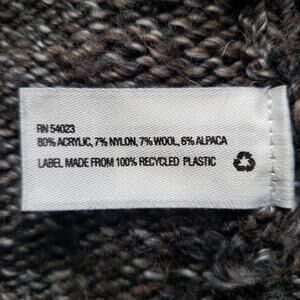 RN 54023
80% ACRYLIC, 7% NYLON, 7% WOOL, 6% ALPACA
LABEL MADE FROM 100% RECYCLED PLASTIC